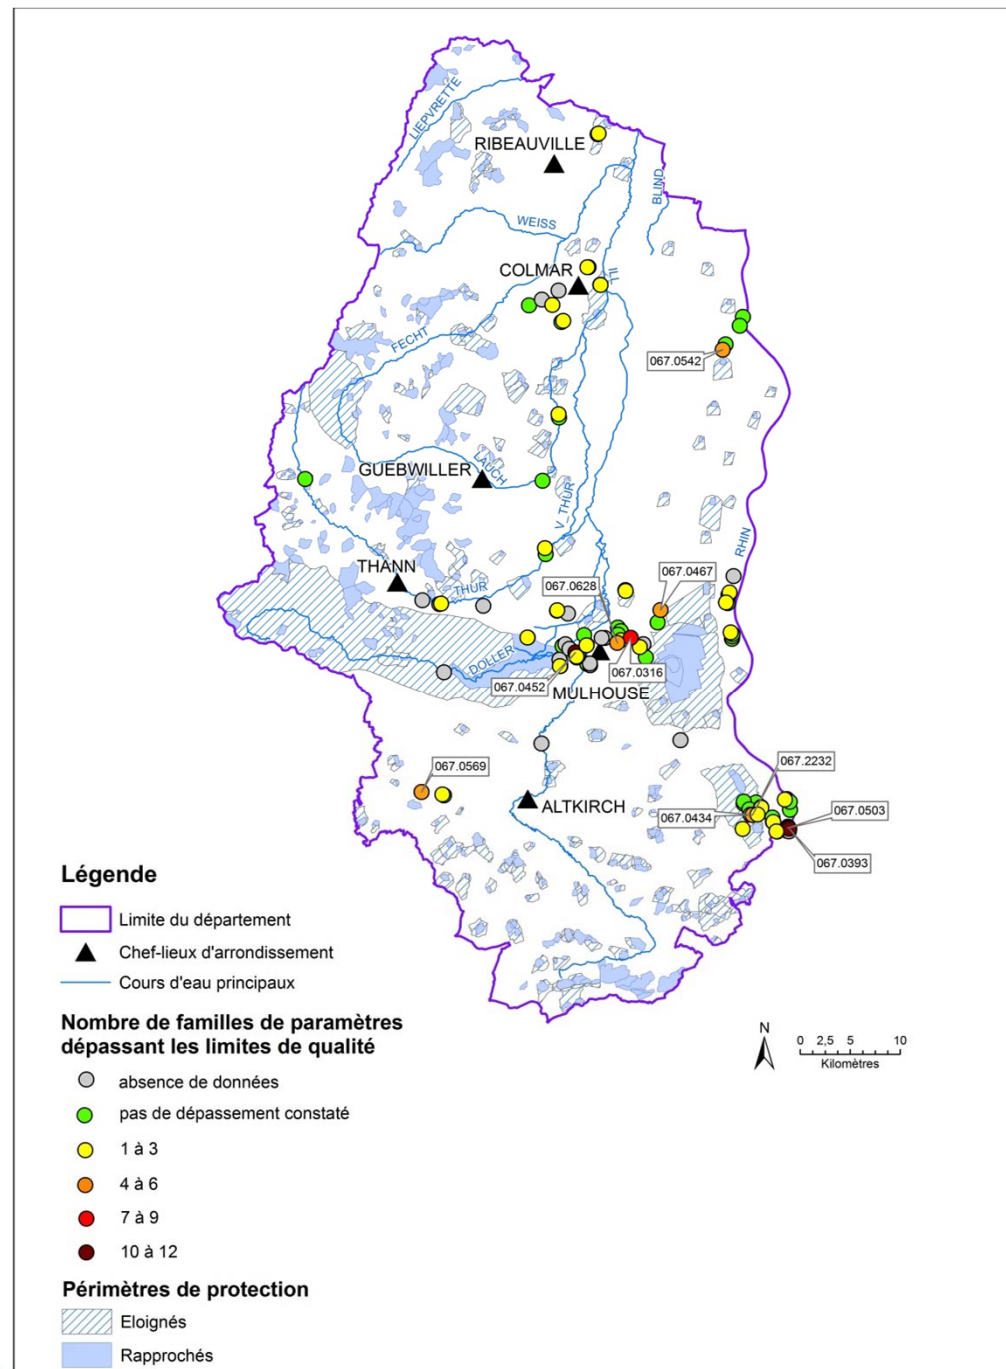 LIEPVRETTE
RIBEAUVILLE
BLIND
WEISS
COLMAR
ILL
FECHT
067.0542
GUEBWILLER
LAUCH
V_THUR
RHIN
THANN
THUR
067.0628
067.0467
DOLLER
067.0452
067.0316
MULHOUSE
067.0569
067.2232
ALTKIRCH
067.0434
067.0503
067.0393
Légende
Limite du département
Chef-lieux d'arrondissement
Cours d'eau principaux
Nombre de familles de paramètres
dépassant les limites de qualité
absence de données
pas de dépassement constaté
1 à 3
4 à 6
7 à 9
10 à 12
Périmètres de protection
Eloignés
Rapprochés
N
0 2,5 5 10
Kilomètres